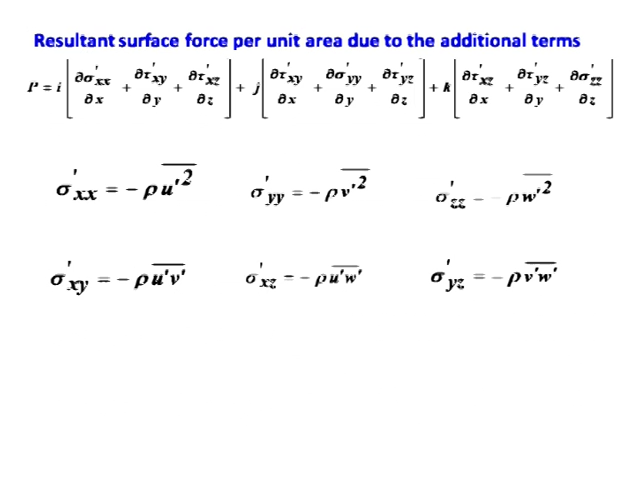 Resultant surface force per unit area due to the additional terms
P = i [ ∂σ'xx/∂x + ∂τ'xy/∂y + ∂τ'xz/∂z ] + j [ ∂τ'xy/∂x + ∂σ'yy/∂y + ∂τ'yz/∂z ] + k [ ∂τ'xz/∂x + ∂τ'yz/∂y + ∂σ'zz/∂z ]
σ'xx = − ρ u'² σ'yy = − ρ v'² σ'zz = − ρ w'²
σ'xy = − ρ u'v' σ'xz = − ρ u'w' σ'yz = − ρ v'w'